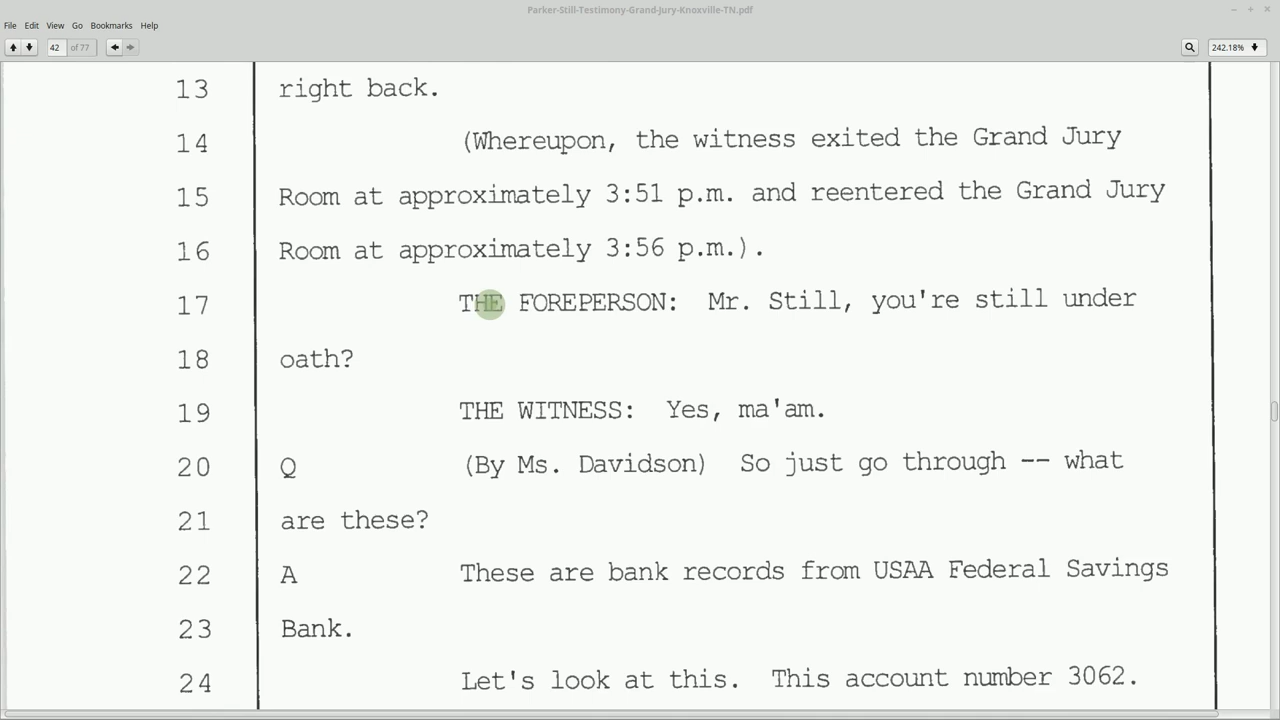 Parker-Still-Testimony-Grand-Jury-Knoxville-TN.pdf
File Edit View Go Bookmarks Help
42 of 77 242.18%
13 right back.
14 (Whereupon, the witness exited the Grand Jury
15 Room at approximately 3:51 p.m. and reentered the Grand Jury
16 Room at approximately 3:56 p.m.).
17 THE FOREPERSON: Mr. Still, you're still under
18 oath?
19 THE WITNESS: Yes, ma'am.
20 Q (By Ms. Davidson) So just go through -- what
21 are these?
22 A These are bank records from USAA Federal Savings
23 Bank.
24 Let's look at this. This account number 3062.